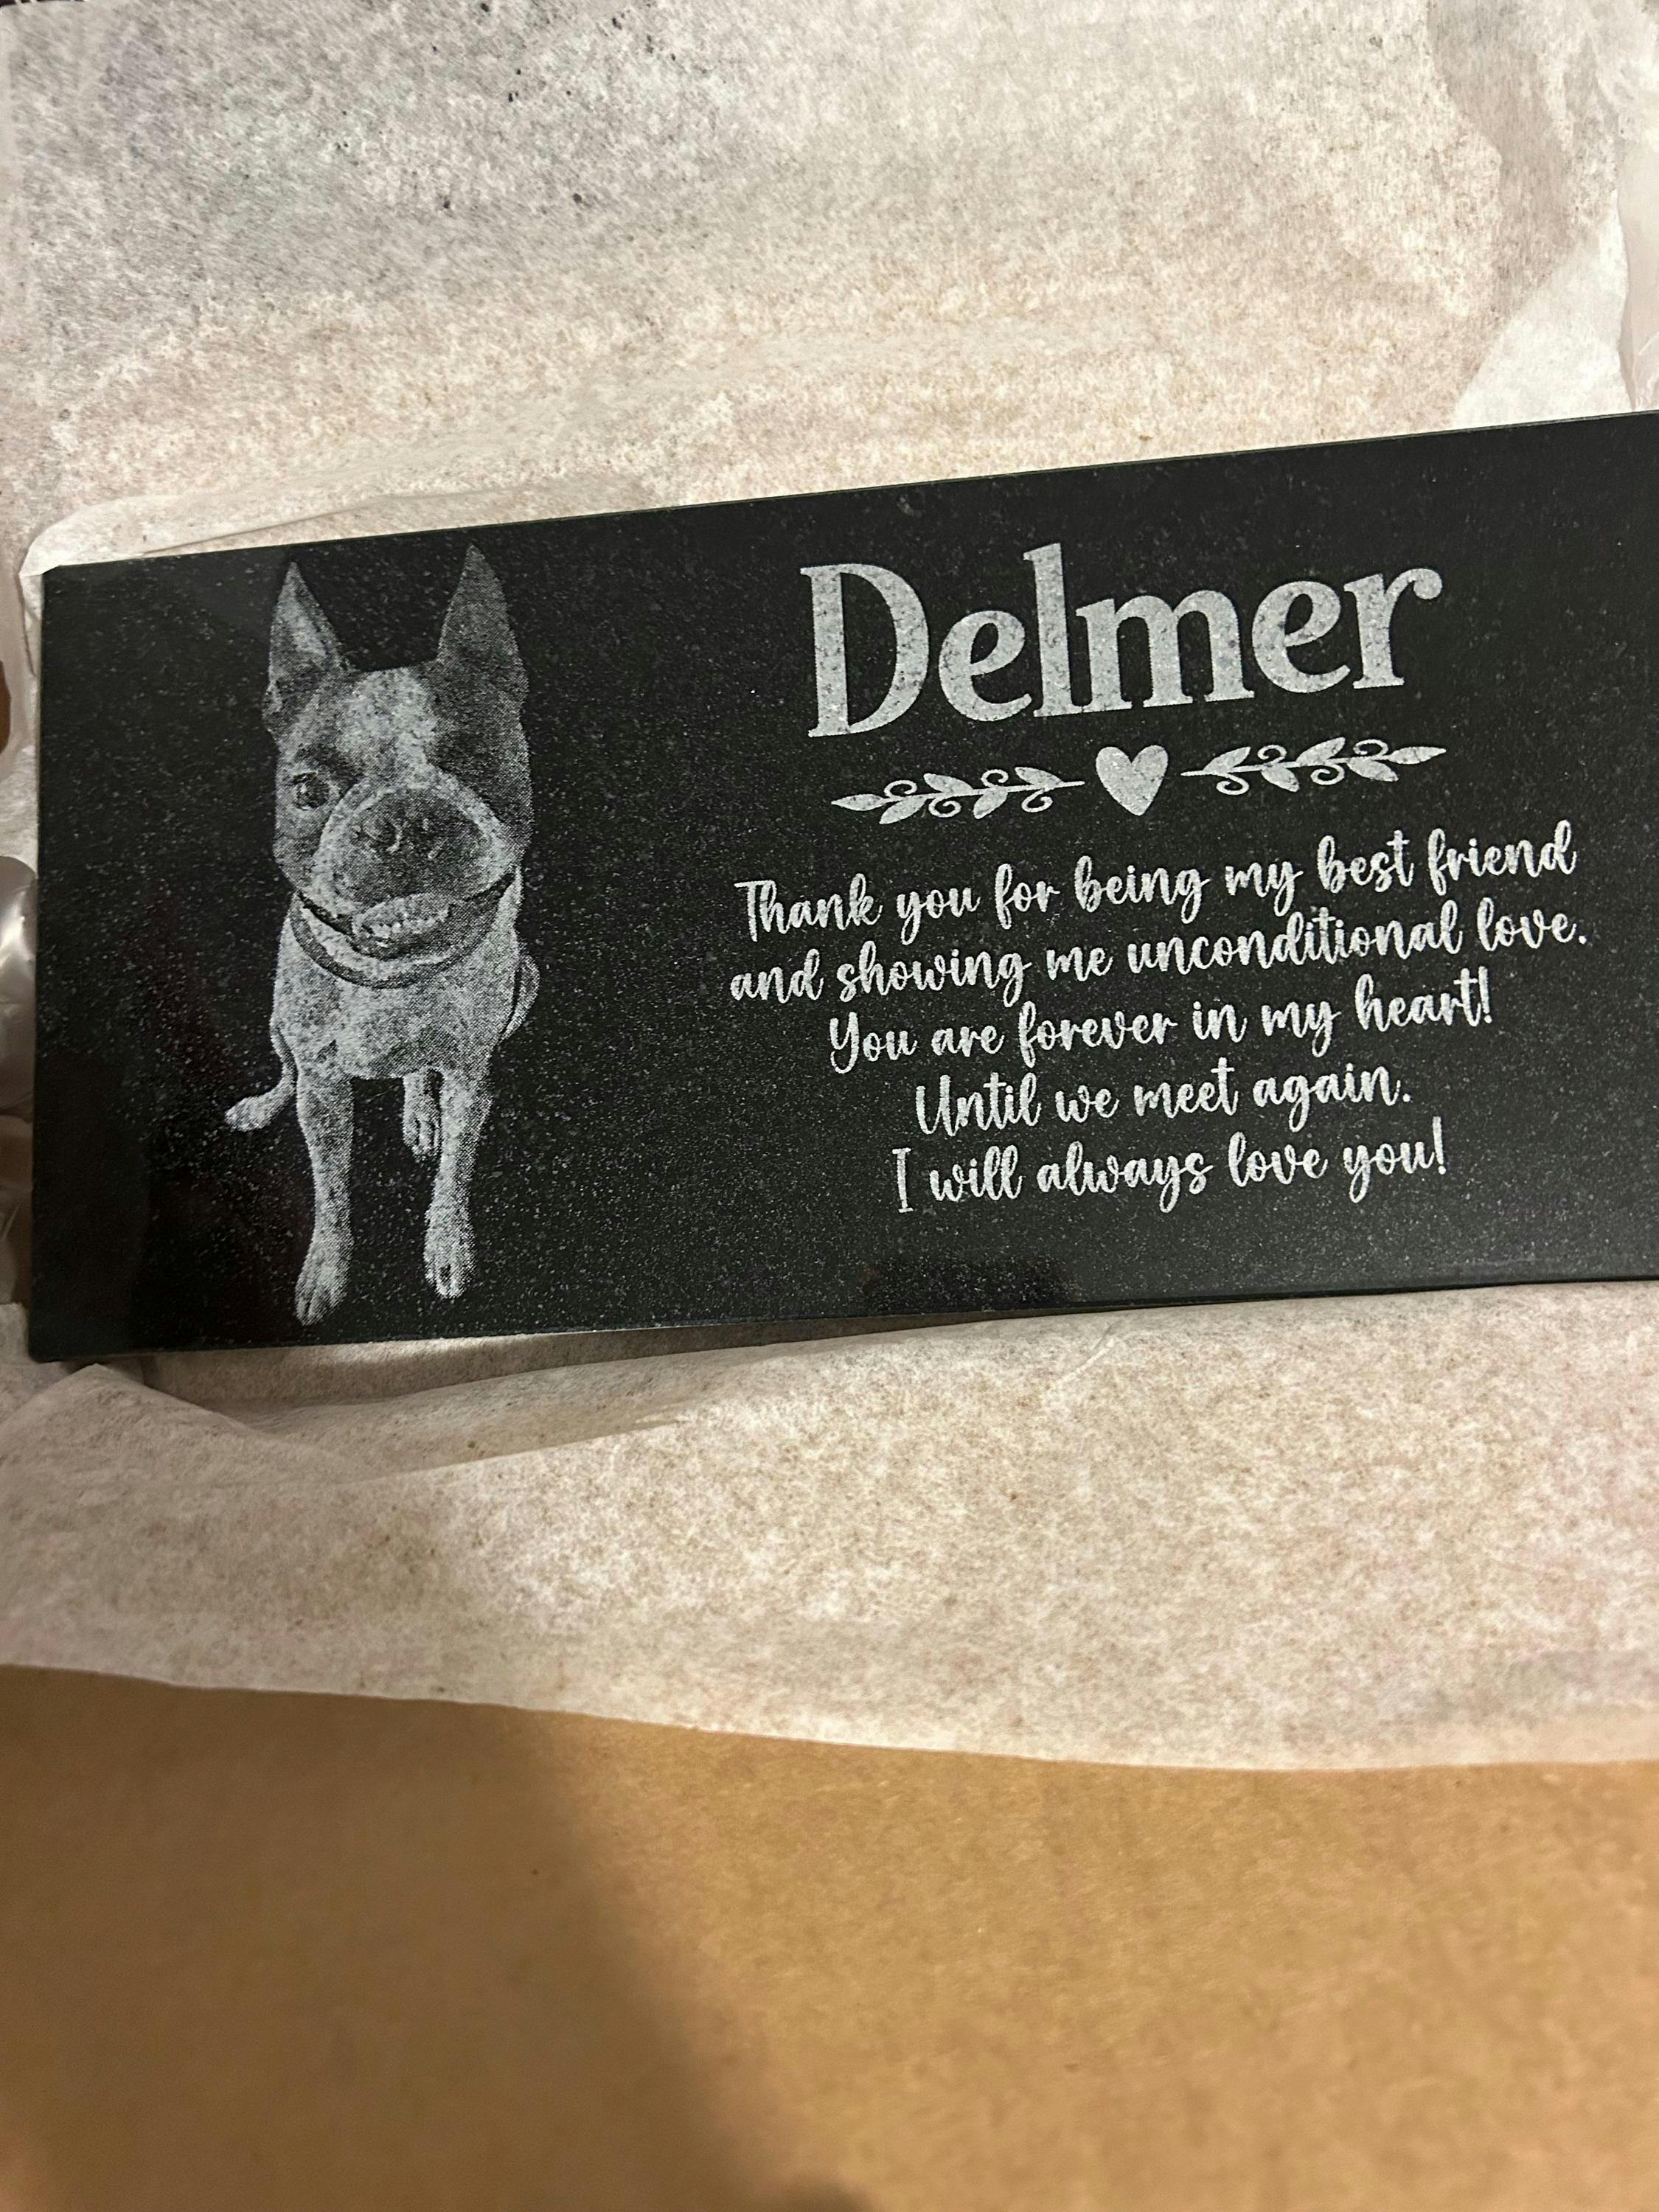 Delmer
Thank you for being my best friend
and showing me unconditional love.
You are forever in my heart!
Until we meet again.
I will always love you!